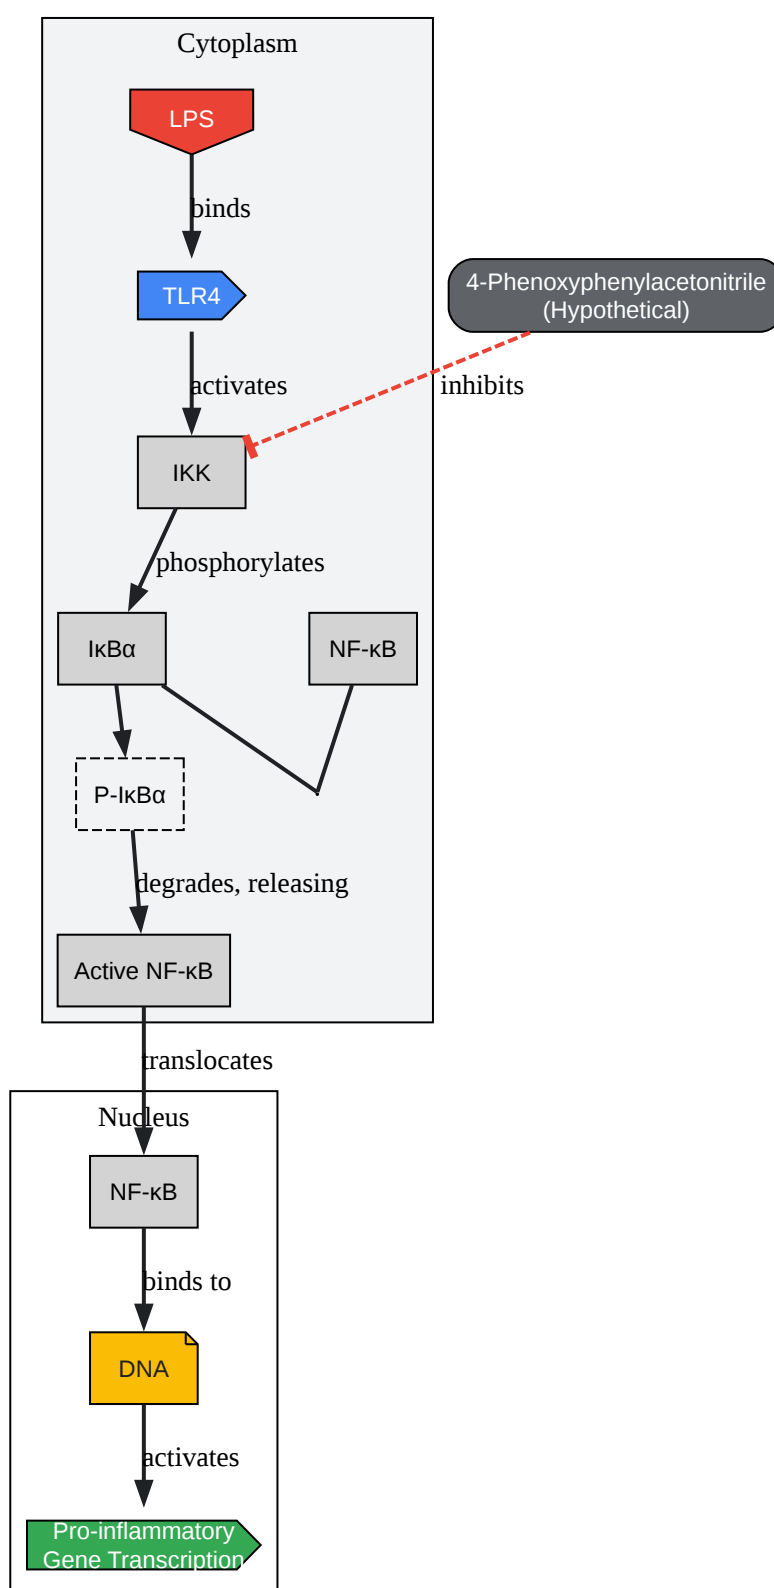 Cytoplasm
LPS
binds
4-Phenoxyphenylacetonitrile
(Hypothetical)
TLR4
activates
inhibits
IKK
phosphorylates
IκBα
NF-κB
P-IκBα
degrades, releasing
Active NF-κB
translocates
Nucleus
NF-κB
binds to
DNA
activates
Pro-inflammatory
Gene Transcription